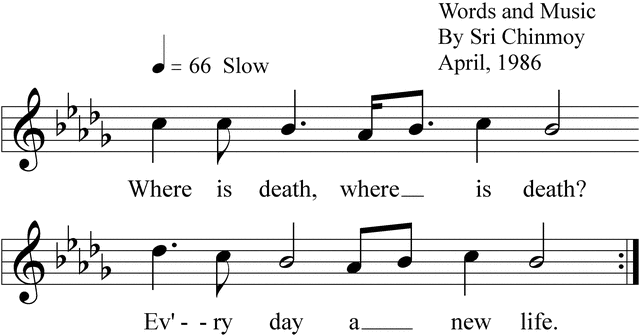 Words and Music
By Sri Chinmoy
April, 1986
= 66 Slow
Where is death, where__ is death?
Ev'--ry day a____ new life.